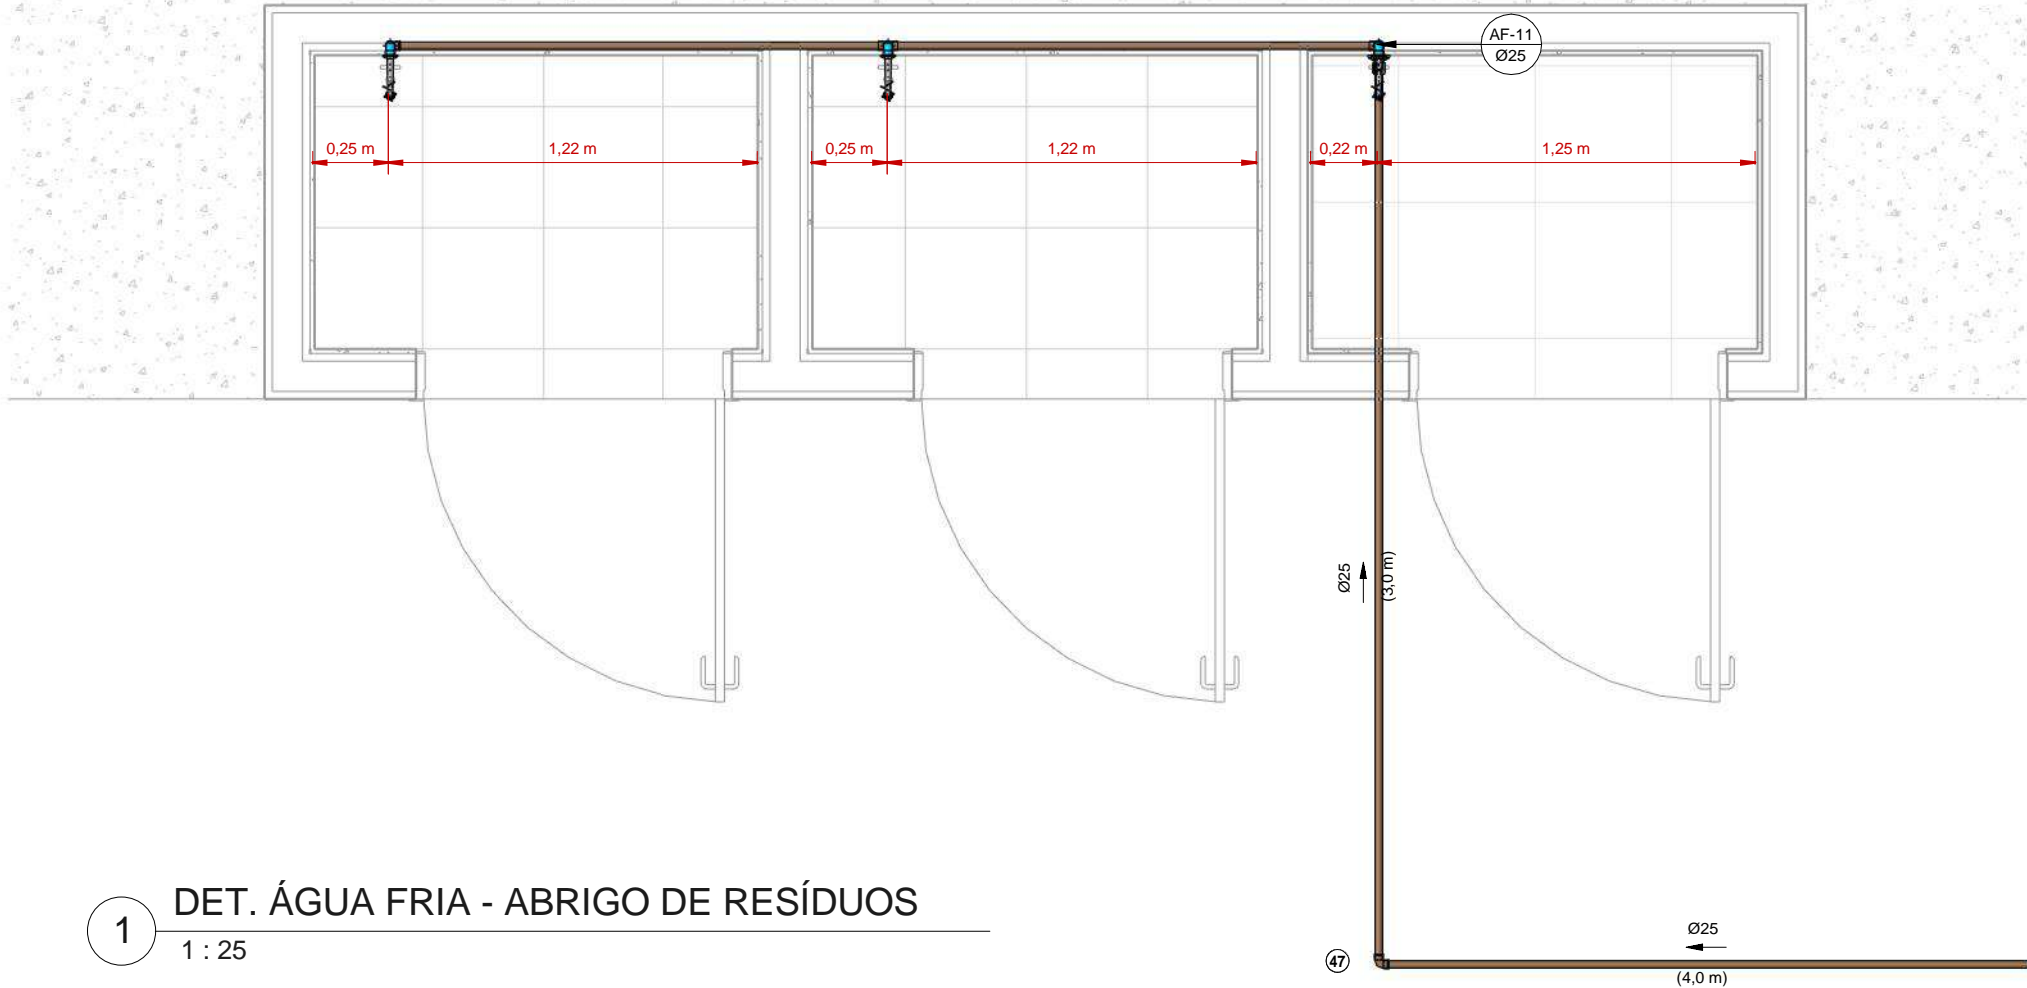 AF-11
Ø25
0,25 m
1,22 m
0,25 m
1,22 m
0,22 m
1,25 m
Ø25
(3,0 m)
1
DET. ÁGUA FRIA - ABRIGO DE RESÍDUOS
1 : 25
47
Ø25
(4,0 m)